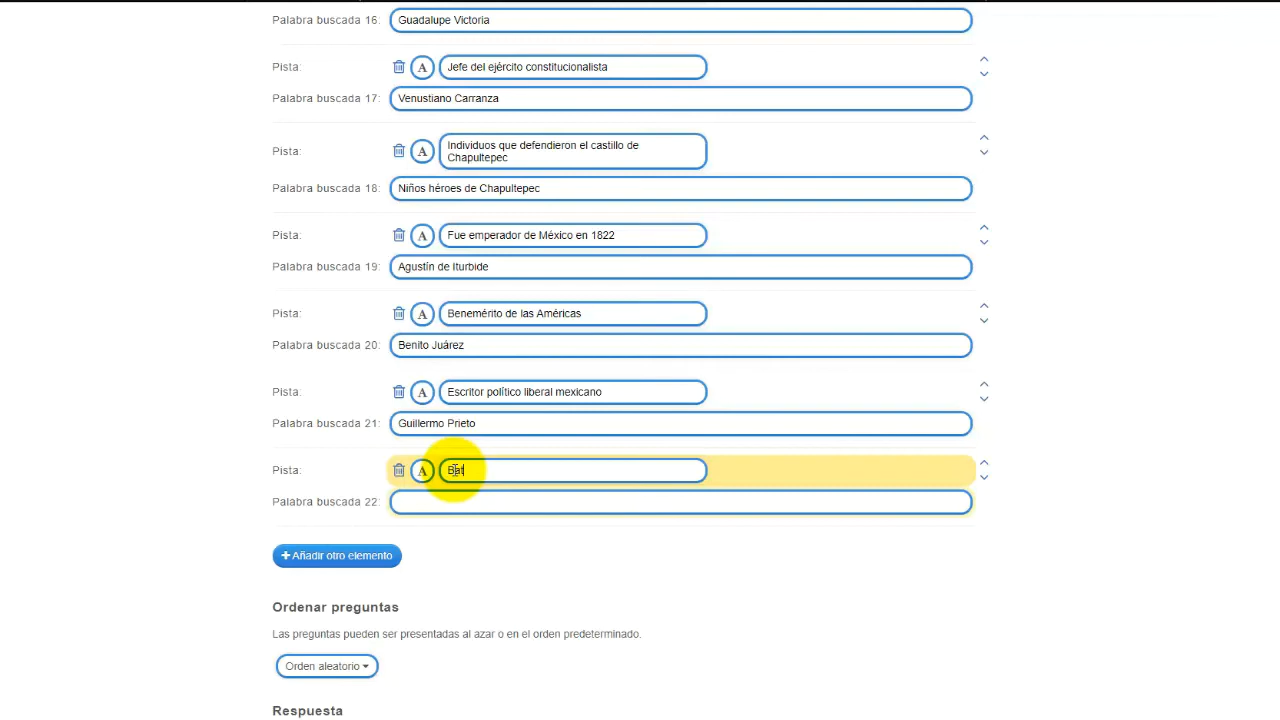 Palabra buscada 16: Guadalupe Victoria
Pista: A Jefe del ejército constitucionalista
Palabra buscada 17: Venustiano Carranza
Pista: A Individuos que defendieron el castillo de
Chapultepec
Palabra buscada 18: Niños héroes de Chapultepec
Pista: A Fue emperador de México en 1822
Palabra buscada 19: Agustín de Iturbide
Pista: A Benemérito de las Américas
Palabra buscada 20: Benito Juárez
Pista: A Escritor político liberal mexicano
Palabra buscada 21: Guillermo Prieto
Pista: A Bat
Palabra buscada 22:
+ Añadir otro elemento
Ordenar preguntas
Las preguntas pueden ser presentadas al azar o en el orden predeterminado.
Orden aleatorio
Respuesta